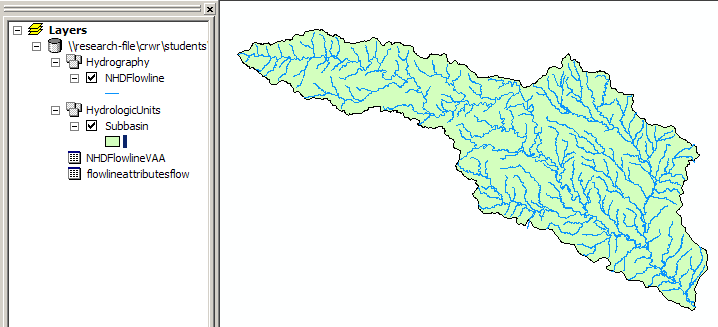 Layers
\\research-file\crwr\students
Hydrography
NHDFlowline
HydrologicUnits
Subbasin
NHDFlowlineVAA
flowlineattributesflow